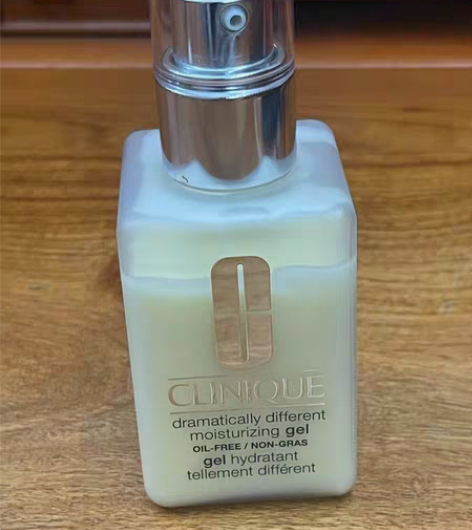 CLINIQUE
dramatically different
moisturizing gel
OIL-FREE / NON-GRAS
gel hydratant
tellement différent